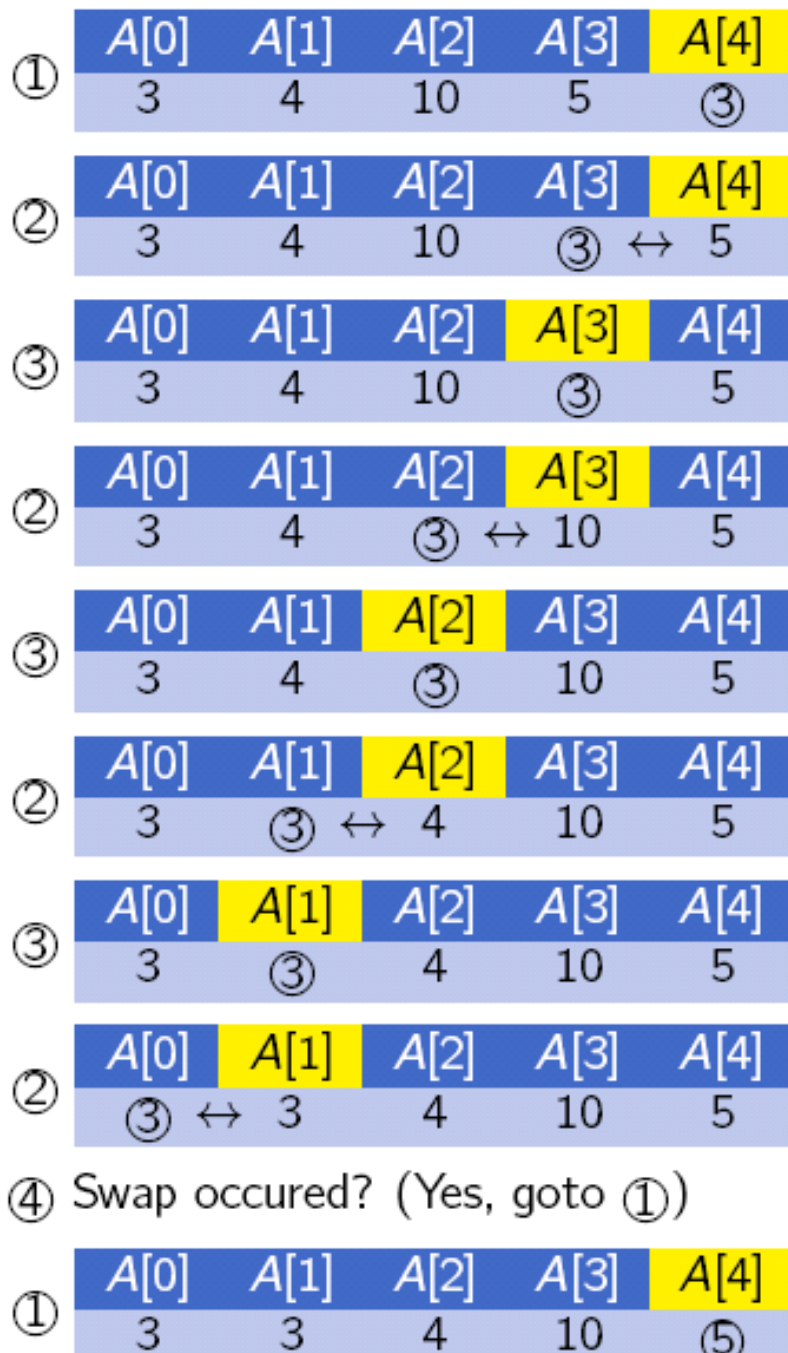 A[0] A[1] A[2] A[3] A[4]
① 3 4 10 5 ③
A[0] A[1] A[2] A[3] A[4]
② 3 4 10 ③ ↔ 5
A[0] A[1] A[2] A[3] A[4]
③ 3 4 10 ③ 5
A[0] A[1] A[2] A[3] A[4]
② 3 4 ③ ↔ 10 5
A[0] A[1] A[2] A[3] A[4]
③ 3 4 ③ 10 5
A[0] A[1] A[2] A[3] A[4]
② 3 ③ ↔ 4 10 5
A[0] A[1] A[2] A[3] A[4]
③ 3 ③ 4 10 5
A[0] A[1] A[2] A[3] A[4]
② ③ ↔ 3 4 10 5
④ Swap occured? (Yes, goto ①)
A[0] A[1] A[2] A[3] A[4]
① 3 3 4 10 ⑤